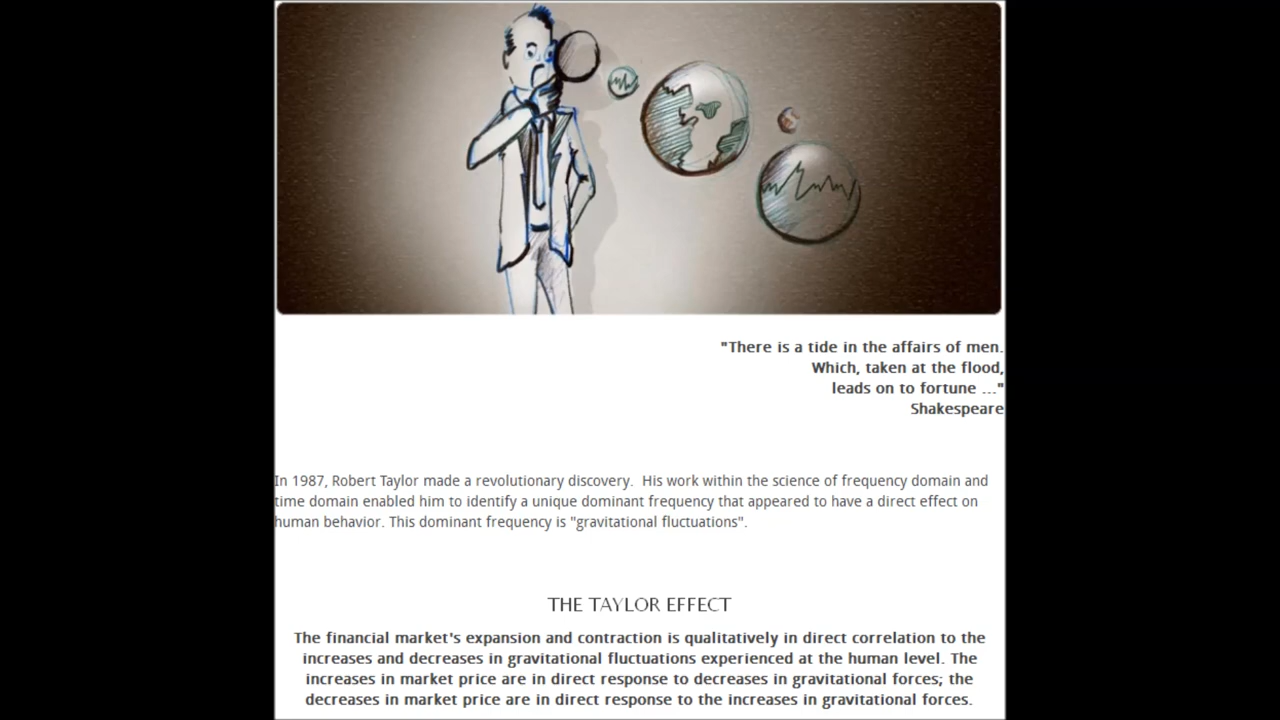 "There is a tide in the affairs of men.
Which, taken at the flood,
leads on to fortune ..."
Shakespeare
In 1987, Robert Taylor made a revolutionary discovery.  His work within the science of frequency domain and
time domain enabled him to identify a unique dominant frequency that appeared to have a direct effect on
human behavior. This dominant frequency is "gravitational fluctuations".
THE TAYLOR EFFECT
The financial market's expansion and contraction is qualitatively in direct correlation to the
increases and decreases in gravitational fluctuations experienced at the human level. The
increases in market price are in direct response to decreases in gravitational forces; the
decreases in market price are in direct response to the increases in gravitational forces.